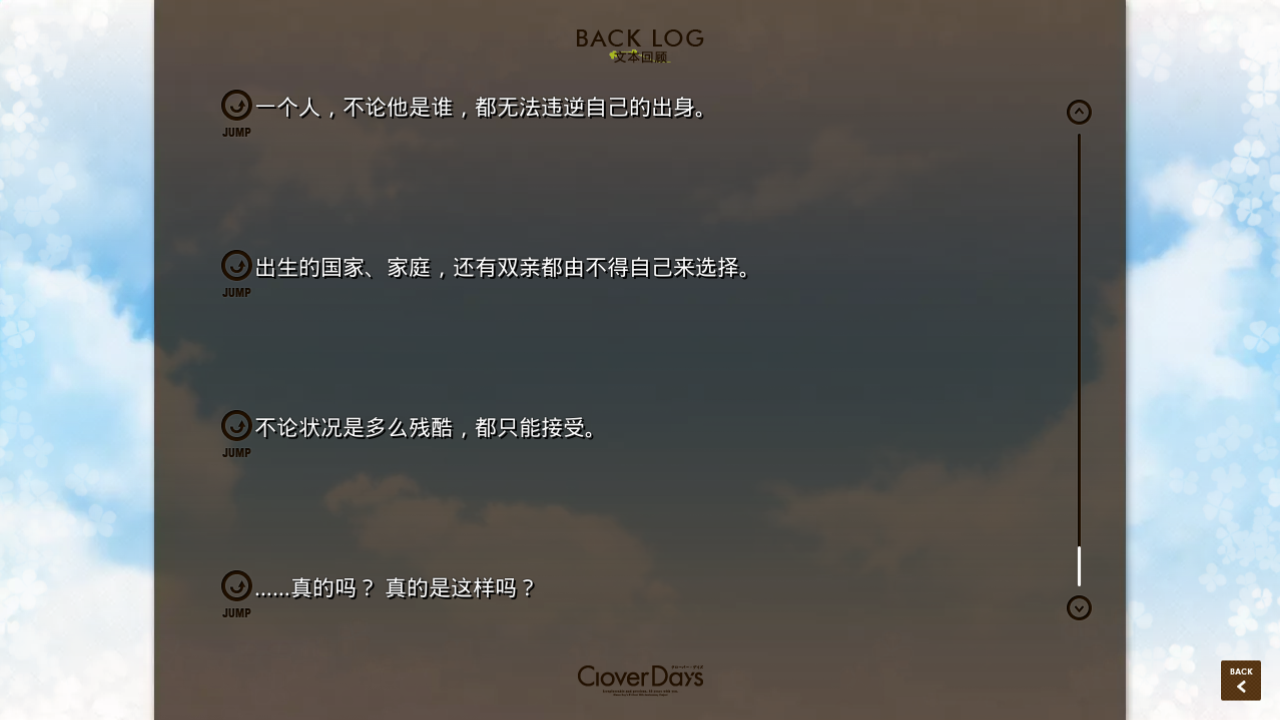 BACK LOG
文本回顾
一个人，不论他是谁，都无法违逆自己的出身。
JUMP
出生的国家、家庭，还有双亲都由不得自己来选择。
JUMP
不论状况是多么残酷，都只能接受。
JUMP
……真的吗？ 真的是这样吗？
JUMP
CloverDays
BACK